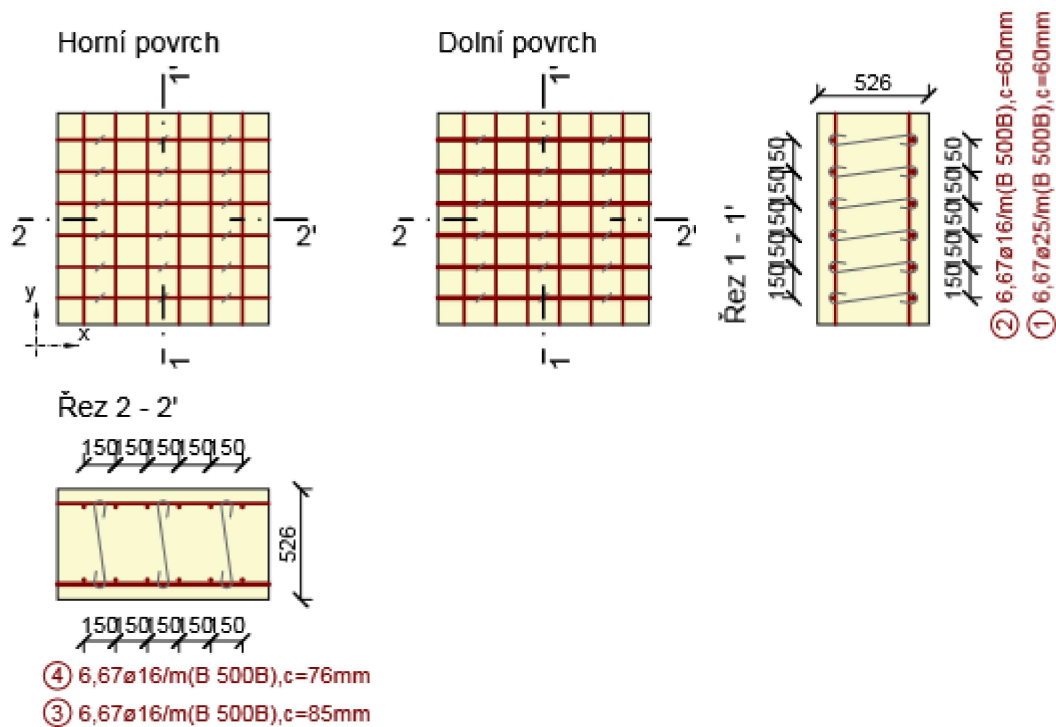 Horní povrch
Dolní povrch
1'
1'
526
2
2'
2
2'
y
x
1
1
150
150
150
150
150
150
150
150
150
150
Řez 1 - 1'
② 6,67ø16/m(B 500B),c=60mm
① 6,67ø25/m(B 500B),c=60mm
Řez 2 - 2'
150 150 150 150 150
526
150 150 150 150 150
④ 6,67ø16/m(B 500B),c=76mm
③ 6,67ø16/m(B 500B),c=85mm